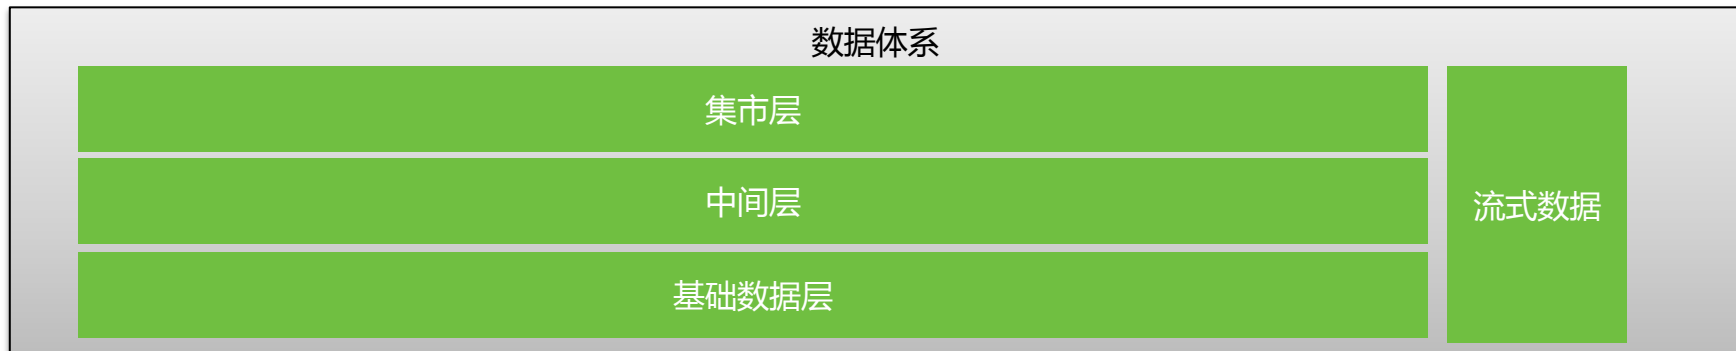 数据体系
集市层
中间层
基础数据层
流式数据